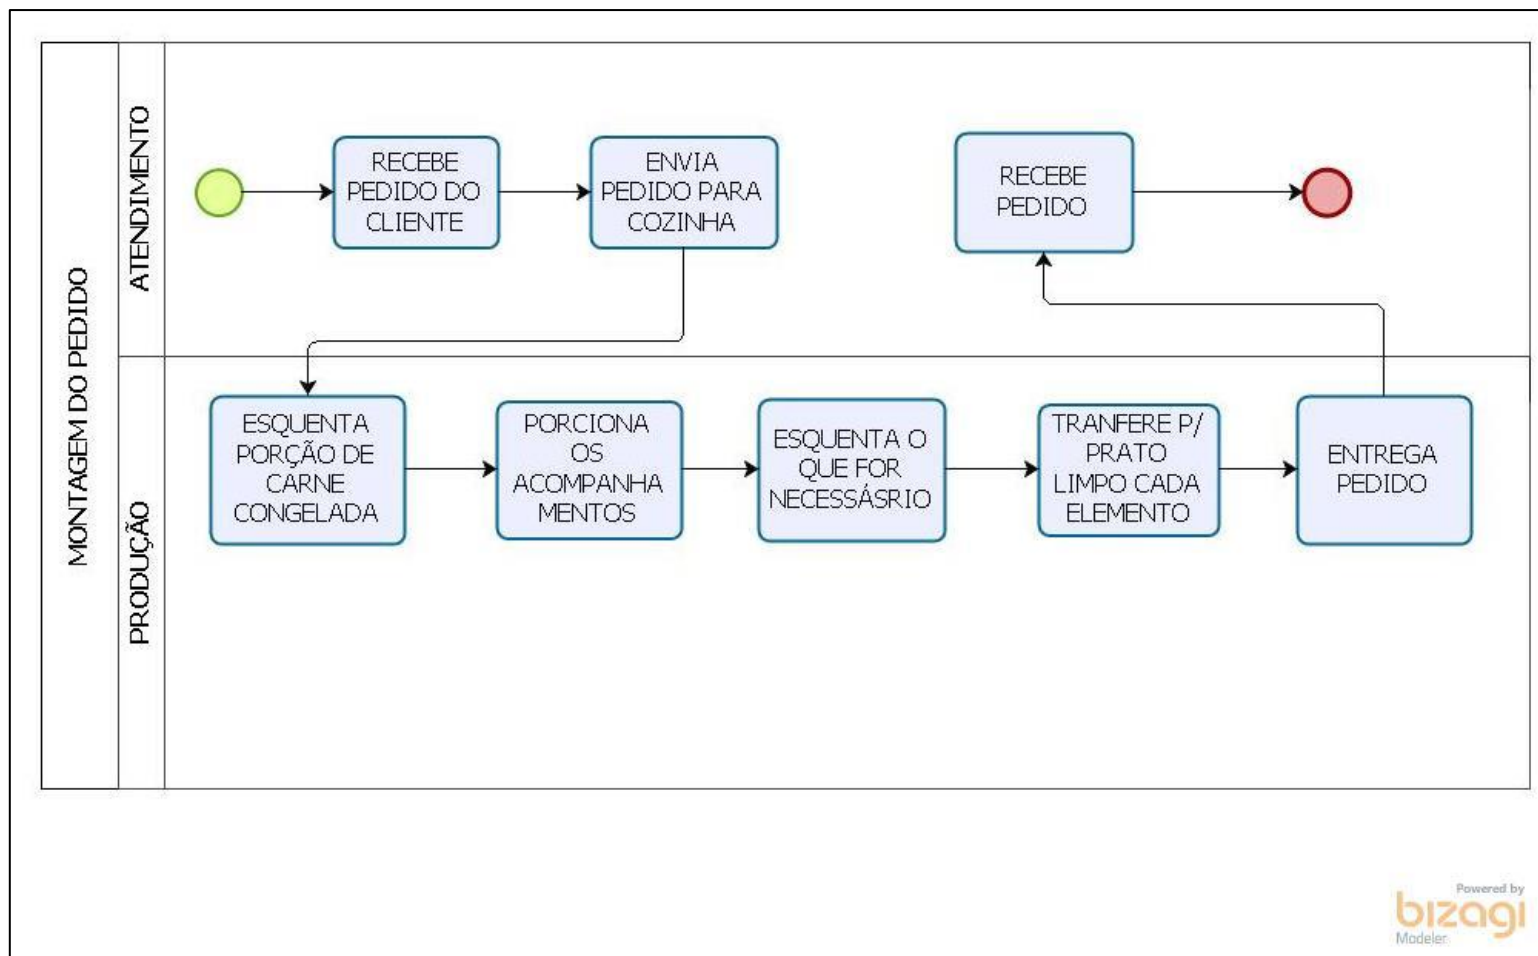 MONTAGEM DO PEDIDO
ATENDIMENTO
RECEBE
PEDIDO DO
CLIENTE
ENVIA
PEDIDO PARA
COZINHA
RECEBE
PEDIDO
PRODUÇÃO
ESQUENTA
PORÇÃO DE
CARNE
CONGELADA
PORCIONA
OS
ACOMPANHA
MENTOS
ESQUENTA O
QUE FOR
NECESSÁSRIO
TRANFERE P/
PRATO
LIMPO CADA
ELEMENTO
ENTREGA
PEDIDO
Powered by
bizagi
Modeler